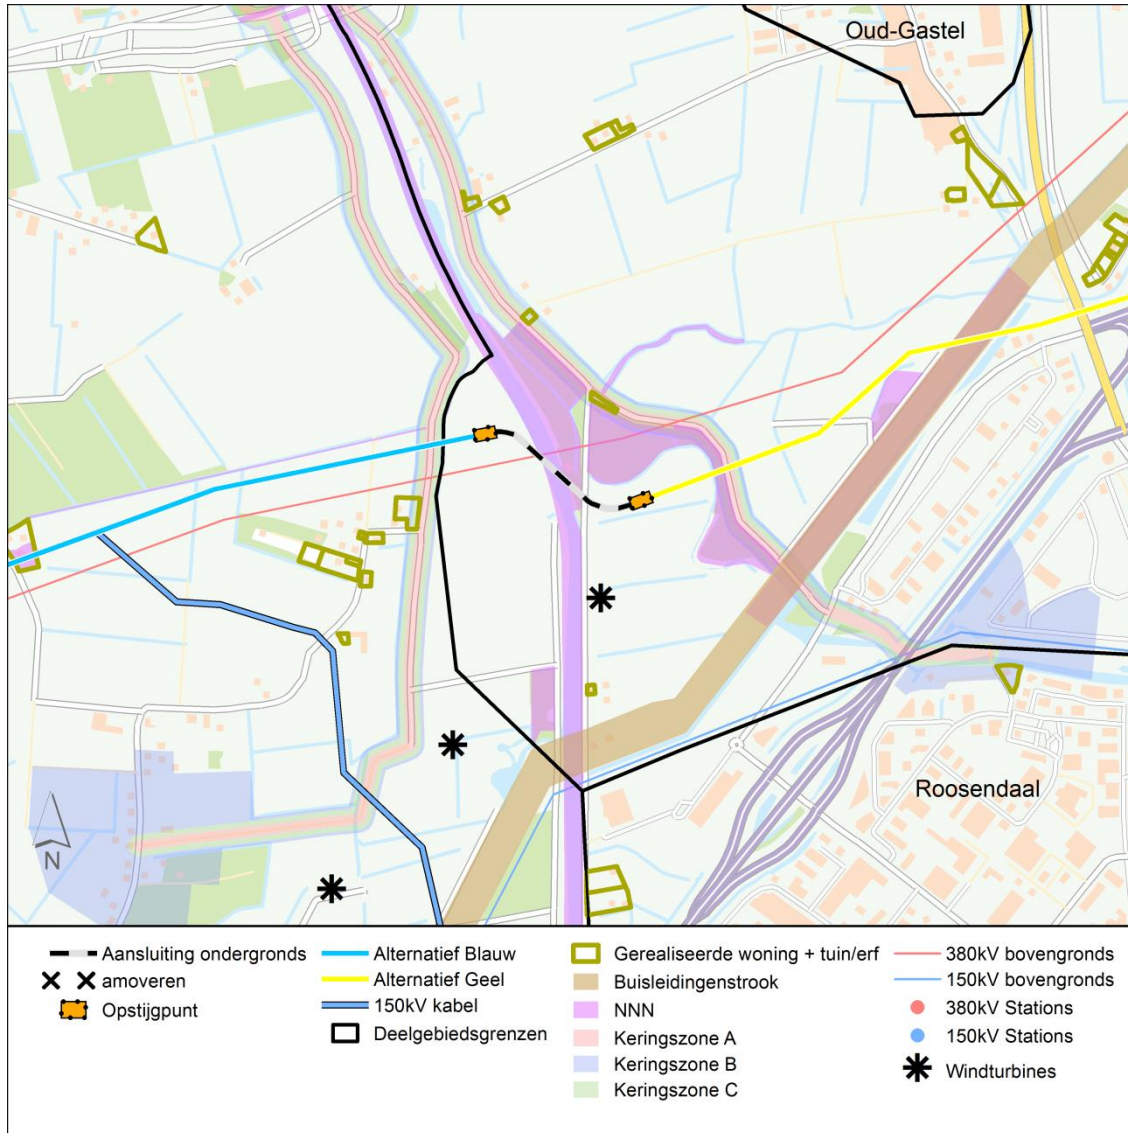 Oud-Gastel
Roosendaal
N
Aansluiting ondergronds
amoveren
Opstijgpunt
Alternatief Blauw
Alternatief Geel
150kV kabel
Deelgebiedsgrenzen
Gerealiseerde woning + tuin/erf
Buisleidingenstrook
NNN
Keringszone A
Keringszone B
Keringszone C
380kV bovengronds
150kV bovengronds
380kV Stations
150kV Stations
Windturbines